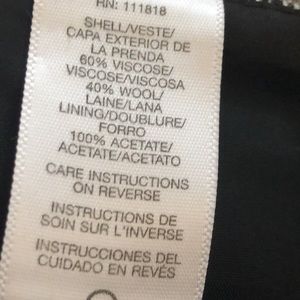 RN: 111818
SHELL/VESTE/
CAPA EXTERIOR DE
LA PRENDA
60% VISCOSE/
VISCOSE/VISCOSA
40% WOOL/
LAINE/LANA
LINING/DOUBLURE/
FORRO
100% ACETATE/
ACETATE/ACETATO
CARE INSTRUCTIONS
ON REVERSE
INSTRUCTIONS DE
SOIN SUR L'INVERSE
INSTRUCCIONES DEL
CUIDADO EN REVÉS